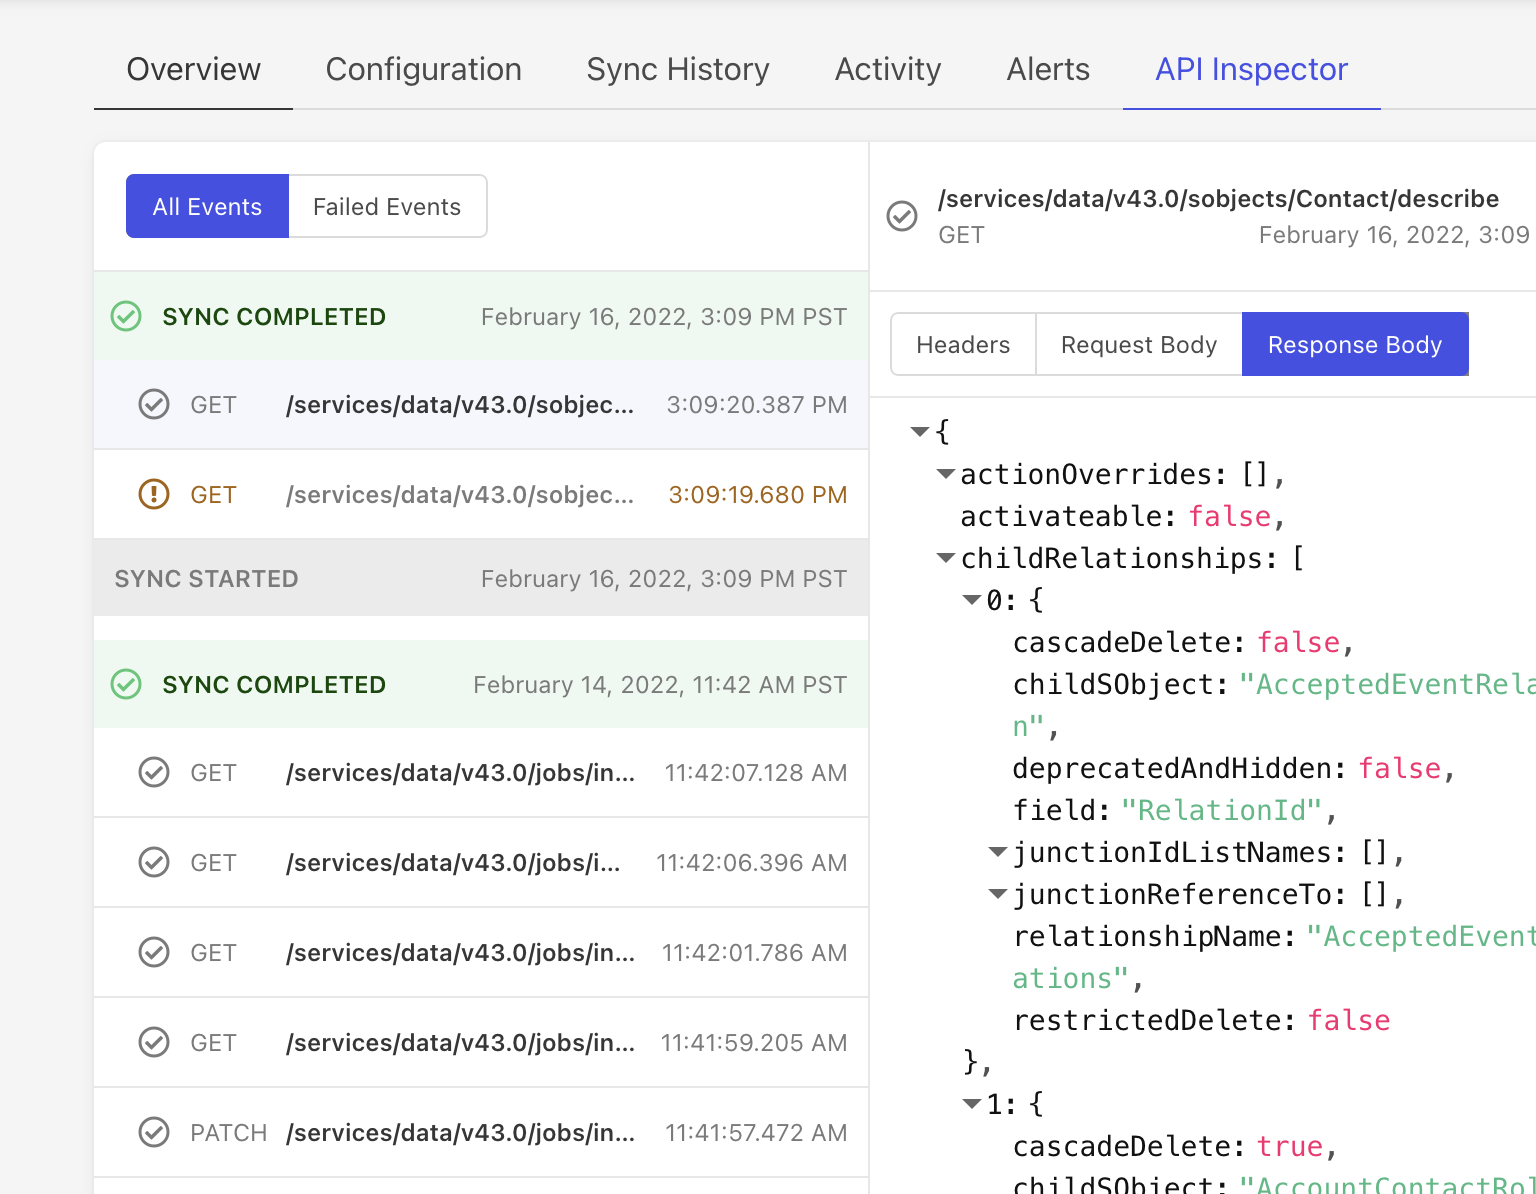 Overview Configuration Sync History Activity Alerts API Inspector
All Events Failed Events
SYNC COMPLETED February 16, 2022, 3:09 PM PST
GET /services/data/v43.0/sobjec... 3:09:20.387 PM
GET /services/data/v43.0/sobjec... 3:09:19.680 PM
SYNC STARTED February 16, 2022, 3:09 PM PST
SYNC COMPLETED February 14, 2022, 11:42 AM PST
GET /services/data/v43.0/jobs/in... 11:42:07.128 AM
GET /services/data/v43.0/jobs/i... 11:42:06.396 AM
GET /services/data/v43.0/jobs/in... 11:42:01.786 AM
GET /services/data/v43.0/jobs/in... 11:41:59.205 AM
PATCH /services/data/v43.0/jobs/in... 11:41:57.472 AM
/services/data/v43.0/sobjects/Contact/describe
GET February 16, 2022, 3:09
Headers Request Body Response Body
{
actionOverrides: [],
activateable: false,
childRelationships: [
0: {
cascadeDelete: false,
childSObject: "AcceptedEventRela
n",
deprecatedAndHidden: false,
field: "RelationId",
junctionIdListNames: [],
junctionReferenceTo: [],
relationshipName: "AcceptedEvent
ations",
restrictedDelete: false
},
1: {
cascadeDelete: true,
childSObject: "AccountContactRol